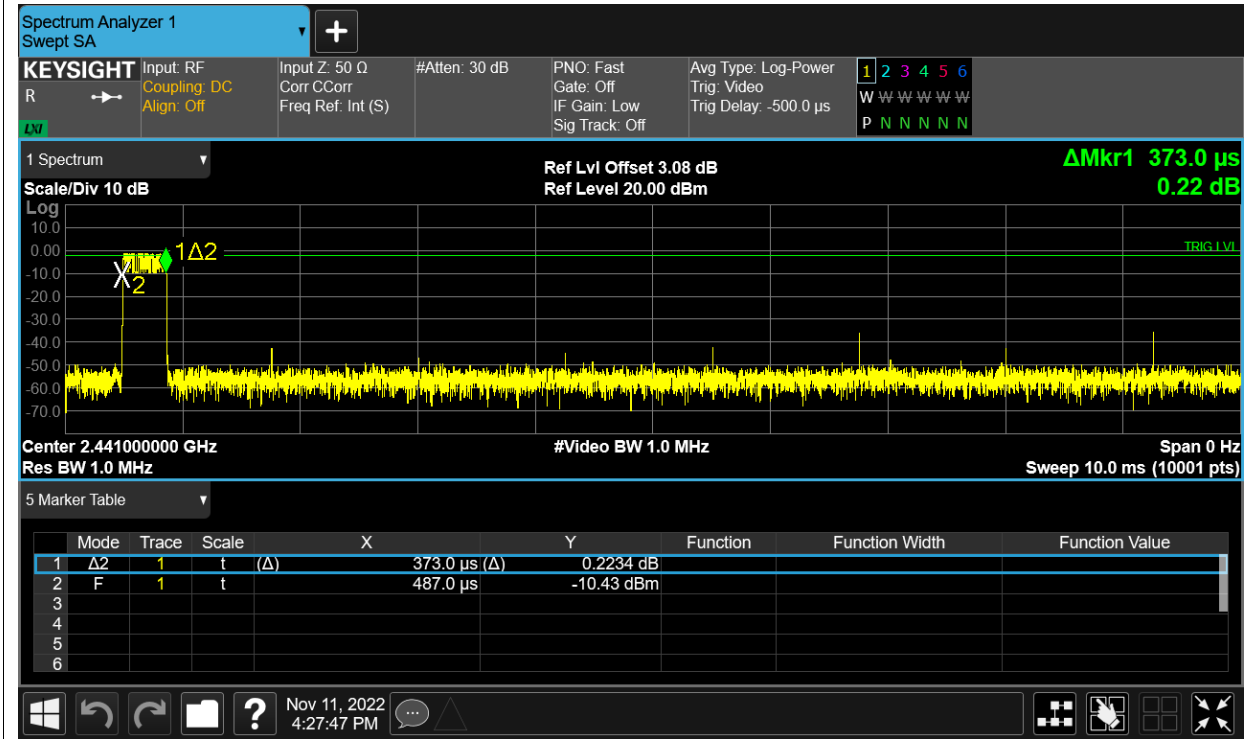 Spectrum Analyzer 1
Swept SA
KEYSIGHT
R
LXI
Input: RF
Coupling: DC
Align: Off
Input Z: 50 Ω
Corr CCorr
Freq Ref: Int (S)
#Atten: 30 dB
PNO: Fast
Gate: Off
IF Gain: Low
Sig Track: Off
Avg Type: Log-Power
Trig: Video
Trig Delay: -500.0 µs
1 2 3 4 5 6
W W W W W W
P N N N N N
1 Spectrum
Scale/Div 10 dB
Ref Lvl Offset 3.08 dB
Ref Level 20.00 dBm
ΔMkr1 373.0 µs
0.22 dB
Log
10.0
0.00
-10.0
-20.0
-30.0
-40.0
-50.0
-60.0
-70.0
1Δ2
X2
TRIG LVL
Center 2.441000000 GHz
#Video BW 1.0 MHz
Span 0 Hz
Res BW 1.0 MHz
Sweep 10.0 ms (10001 pts)
5 Marker Table
Mode Trace Scale X Y Function Function Width Function Value
1 Δ2 1 t (Δ) 373.0 µs (Δ) 0.2234 dB
2 F 1 t 487.0 µs -10.43 dBm
3
4
5
6
?
Nov 11, 2022
4:27:47 PM